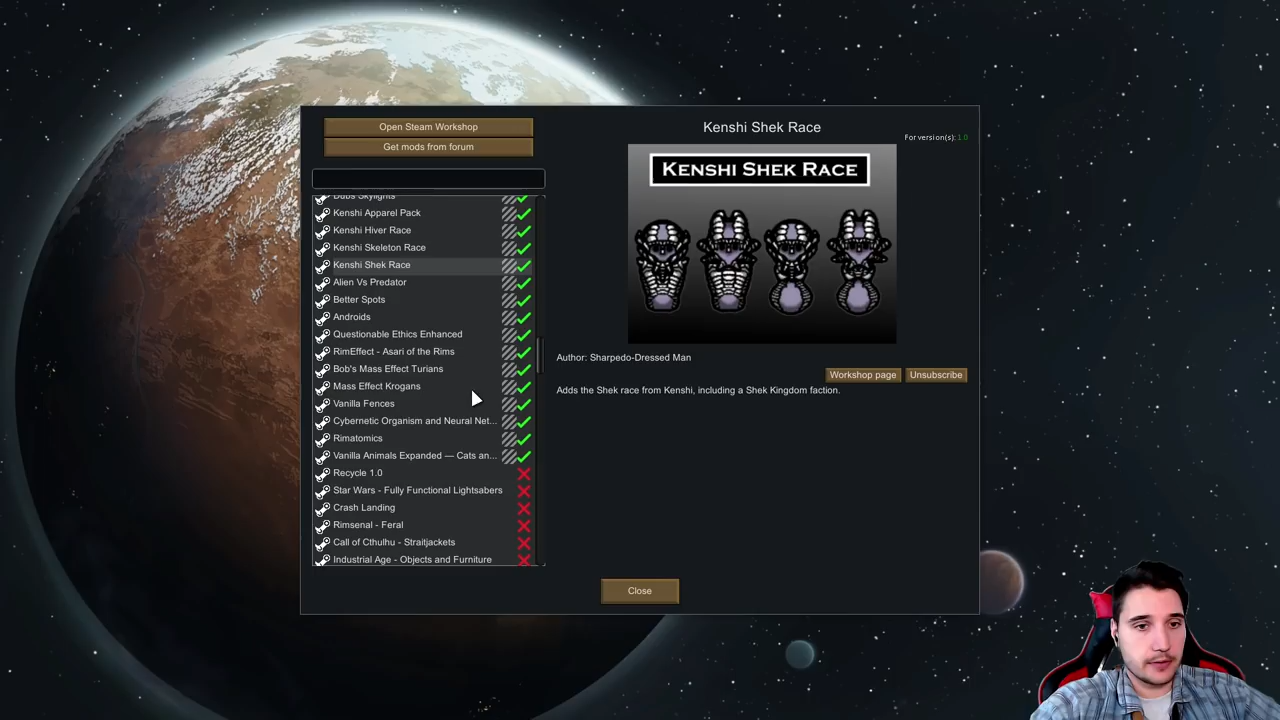 Open Steam Workshop
Get mods from forum
Dubs Skylights
Kenshi Apparel Pack
Kenshi Hiver Race
Kenshi Skeleton Race
Kenshi Shek Race
Alien Vs Predator
Better Spots
Androids
Questionable Ethics Enhanced
RimEffect - Asari of the Rims
Bob's Mass Effect Turians
Mass Effect Krogans
Vanilla Fences
Cybernetic Organism and Neural Net...
Rimatomics
Vanilla Animals Expanded — Cats an...
Recycle 1.0
Star Wars - Fully Functional Lightsabers
Crash Landing
Rimsenal - Feral
Call of Cthulhu - Straitjackets
Industrial Age - Objects and Furniture
Kenshi Shek Race
For version(s): 1.0
KENSHI SHEK RACE
Author: Sharpedo-Dressed Man
Workshop page
Unsubscribe
Adds the Shek race from Kenshi, including a Shek Kingdom faction.
Close